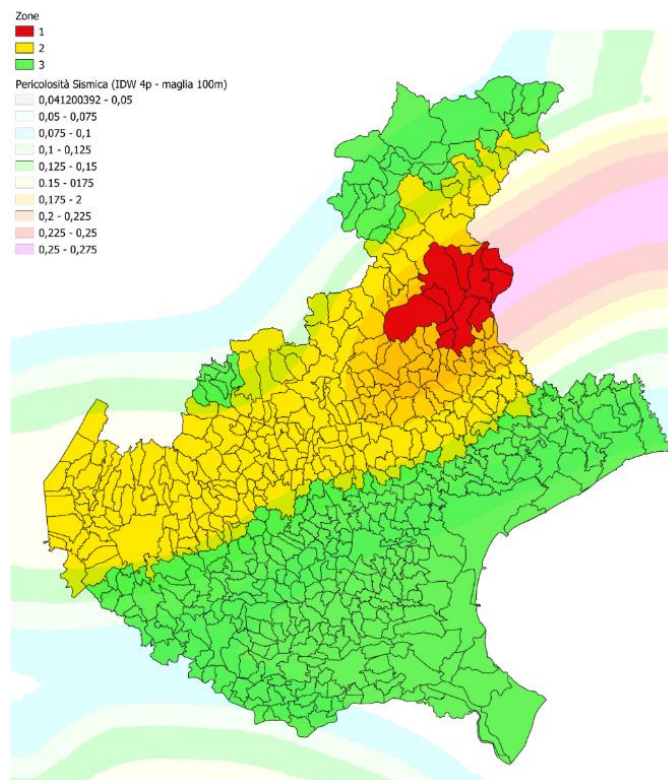 Zone
1
2
3
Pericolosità Sismica (IDW 4p - maglia 100m)
0,041200392 - 0,05
0,05 - 0,075
0,075 - 0,1
0,1 - 0,125
0,125 - 0,15
0.15 - 0175
0,175 - 2
0,2 - 0,225
0,225 - 0,25
0,25 - 0,275